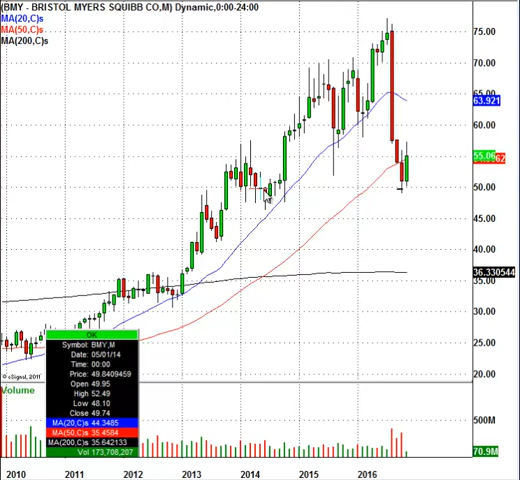 (BMY - BRISTOL MYERS SQUIBB CO,M) Dynamic,0:00-24:00
MA(20,C)s
MA(50,C)s
MA(200,C)s
75.00
70.00
65.00
63.921
60.00
55.06
62
50.00
45.00
40.00
36.330544
35.00
30.00
25.00
20.00
© eSignal, 2011
OK
Symbol: BMY,M
Date: 05/01/14
Time: 00:00
Price: 49.8409459
Open 49.95
High 52.49
Low 48.10
Close 49.74
MA(20,C)s 44.3485
MA(50,C)s 35.4584
MA(200,C)s 35.642133
Vol 173,708,207
Volume
500M
70.9M
2010 2011 2012 2013 2014 2015 2016